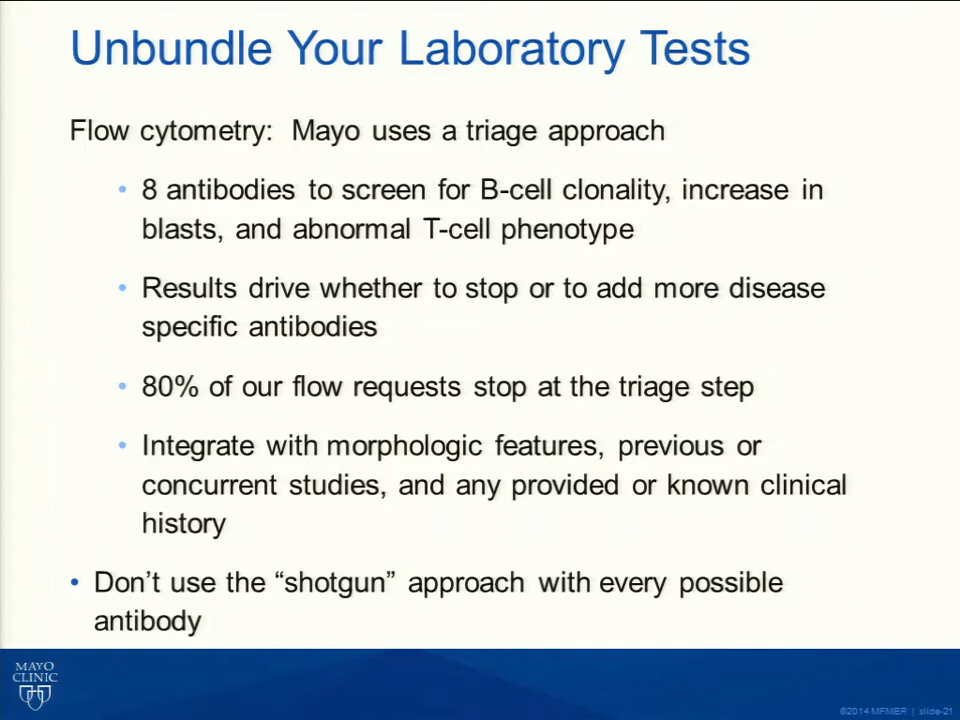 Unbundle Your Laboratory Tests
Flow cytometry: Mayo uses a triage approach
• 8 antibodies to screen for B-cell clonality, increase in
blasts, and abnormal T-cell phenotype
• Results drive whether to stop or to add more disease
specific antibodies
• 80% of our flow requests stop at the triage step
• Integrate with morphologic features, previous or
concurrent studies, and any provided or known clinical
history
• Don’t use the “shotgun” approach with every possible
antibody
MAYO
CLINIC
©2014 MFMER | slide-21